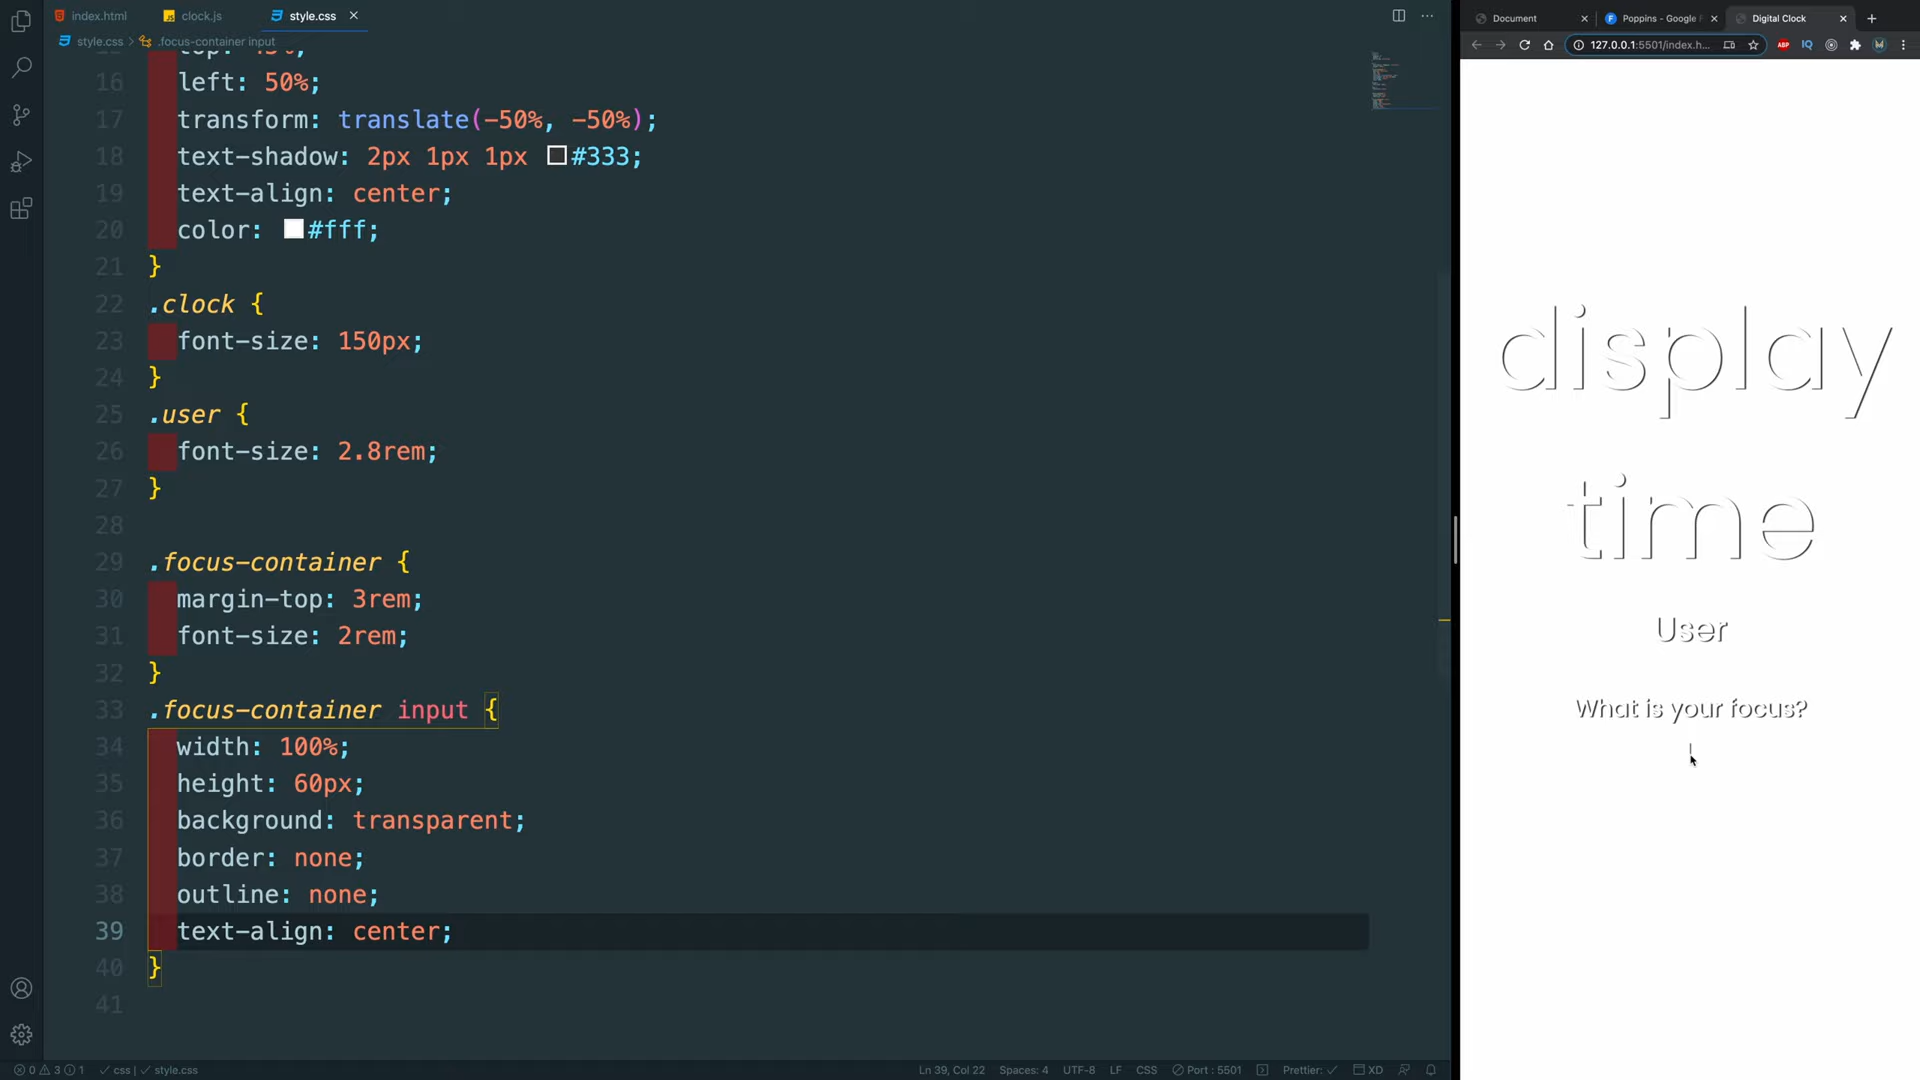 index.html
clock.js
style.css
style.css > .focus-container input
16 left: 50%;
17 transform: translate(-50%, -50%);
18 text-shadow: 2px 1px 1px #333;
19 text-align: center;
20 color: #fff;
21 }
22 .clock {
23 font-size: 150px;
24 }
25 .user {
26 font-size: 2.8rem;
27 }
28
29 .focus-container {
30 margin-top: 3rem;
31 font-size: 2rem;
32 }
33 .focus-container input {
34 width: 100%;
35 height: 60px;
36 background: transparent;
37 border: none;
38 outline: none;
39 text-align: center;
40 }
41
0 3 1 ✓ css | ✓ style.css
Ln 39, Col 22 Spaces: 4 UTF-8 LF CSS Port : 5501 Prettier: ✓ XD
Document
Poppins - Google
Digital Clock
127.0.0.1:5501/index.h...
ABP
IQ
display
time
User
What is your focus?